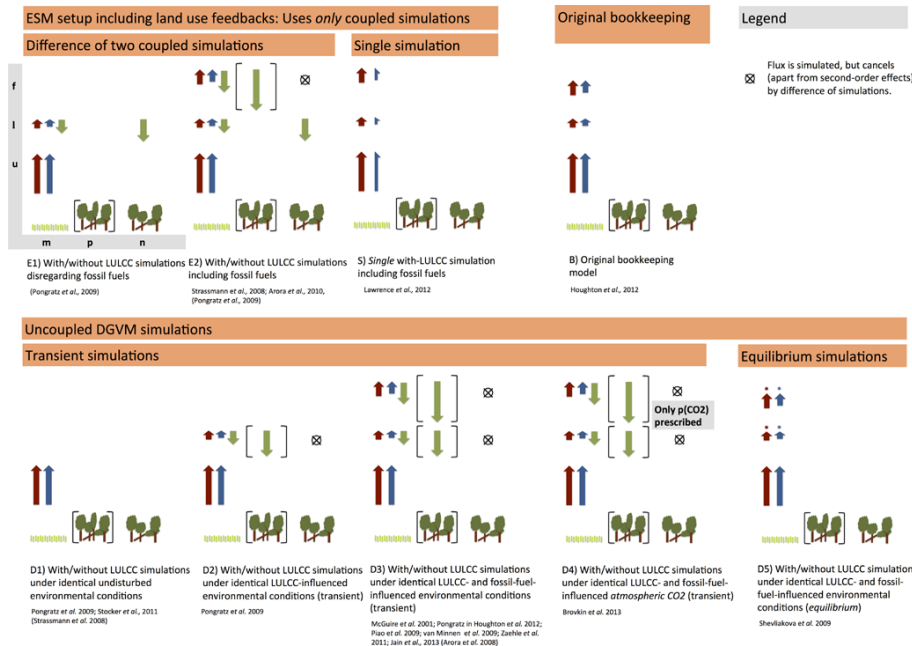 ESM setup including land use feedbacks: Uses only coupled simulations
Original bookkeeping
Legend
Difference of two coupled simulations
Single simulation
Flux is simulated, but cancels
(apart from second-order effects)
by difference of simulations.
f
l
u
m p n
E1) With/without LULCC simulations
disregarding fossil fuels
(Pongratz et al., 2009)
E2) With/without LULCC simulations
including fossil fuels
Strassmann et al., 2008; Arora et al., 2010,
(Pongratz et al., 2009)
S) Single with-LULCC simulation
including fossil fuels
Lawrence et al., 2012
B) Original bookkeeping
model
Houghton et al., 2012
Uncoupled DGVM simulations
Transient simulations
Equilibrium simulations
Only p(CO2)
prescribed
D1) With/without LULCC simulations
under identical undisturbed
environmental conditions
Pongratz et al. 2009; Stocker et al., 2011
(Strassmann et al. 2008)
D2) With/without LULCC simulations
under identical LULCC-influenced
environmental conditions (transient)
Pongratz et al. 2009
D3) With/without LULCC simulations
under identical LULCC- and fossil-fuel-
influenced environmental conditions
(transient)
McGuire et al. 2001; Pongratz in Houghton et al. 2012;
Piao et al. 2009; van Minnen et al. 2009; Zaehle et al.
2011; Jain et al., 2013 (Arora et al. 2008)
D4) With/without LULCC simulations
under identical LULCC- and fossil-fuel-
influenced atmospheric CO2 (transient)
Brovkin et al. 2013
D5) With/without LULCC simulations
under identical LULCC- and fossil-
fuel-influenced environmental
conditions (equilibrium)
Shevliakova et al. 2009